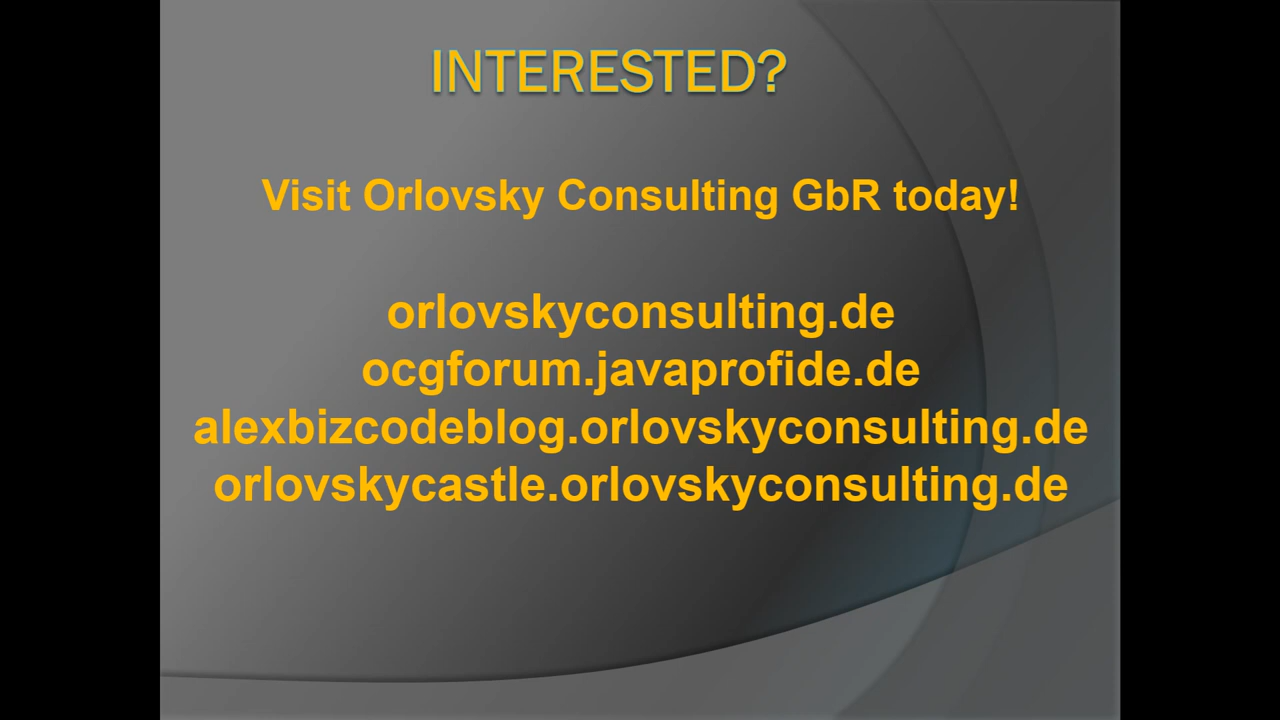 INTERESTED?
Visit Orlovsky Consulting GbR today!
orlovskyconsulting.de
ocgforum.javaprofide.de
alexbizcodeblog.orlovskyconsulting.de
orlovskycastle.orlovskyconsulting.de